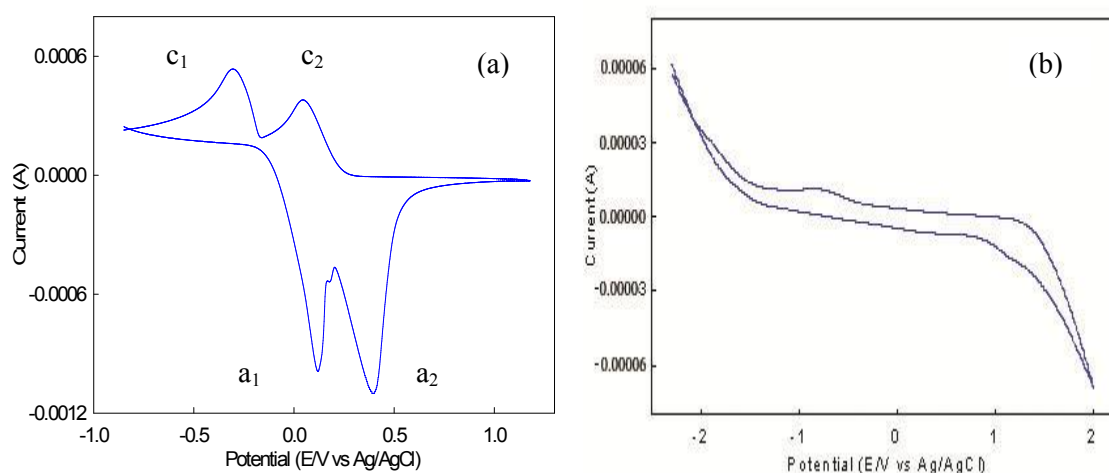 c₁
c₂
(a)
a₁
a₂
0.0006
0.0000
-0.0006
-0.0012
Current (A)
-1.0 -0.5 0.0 0.5 1.0
Potential (E/V vs Ag/AgCl)
(b)
0.00006
0.00003
0.00000
-0.00003
-0.00006
Current (A)
-2 -1 0 1 2
Potential (E/V vs Ag/AgCl)